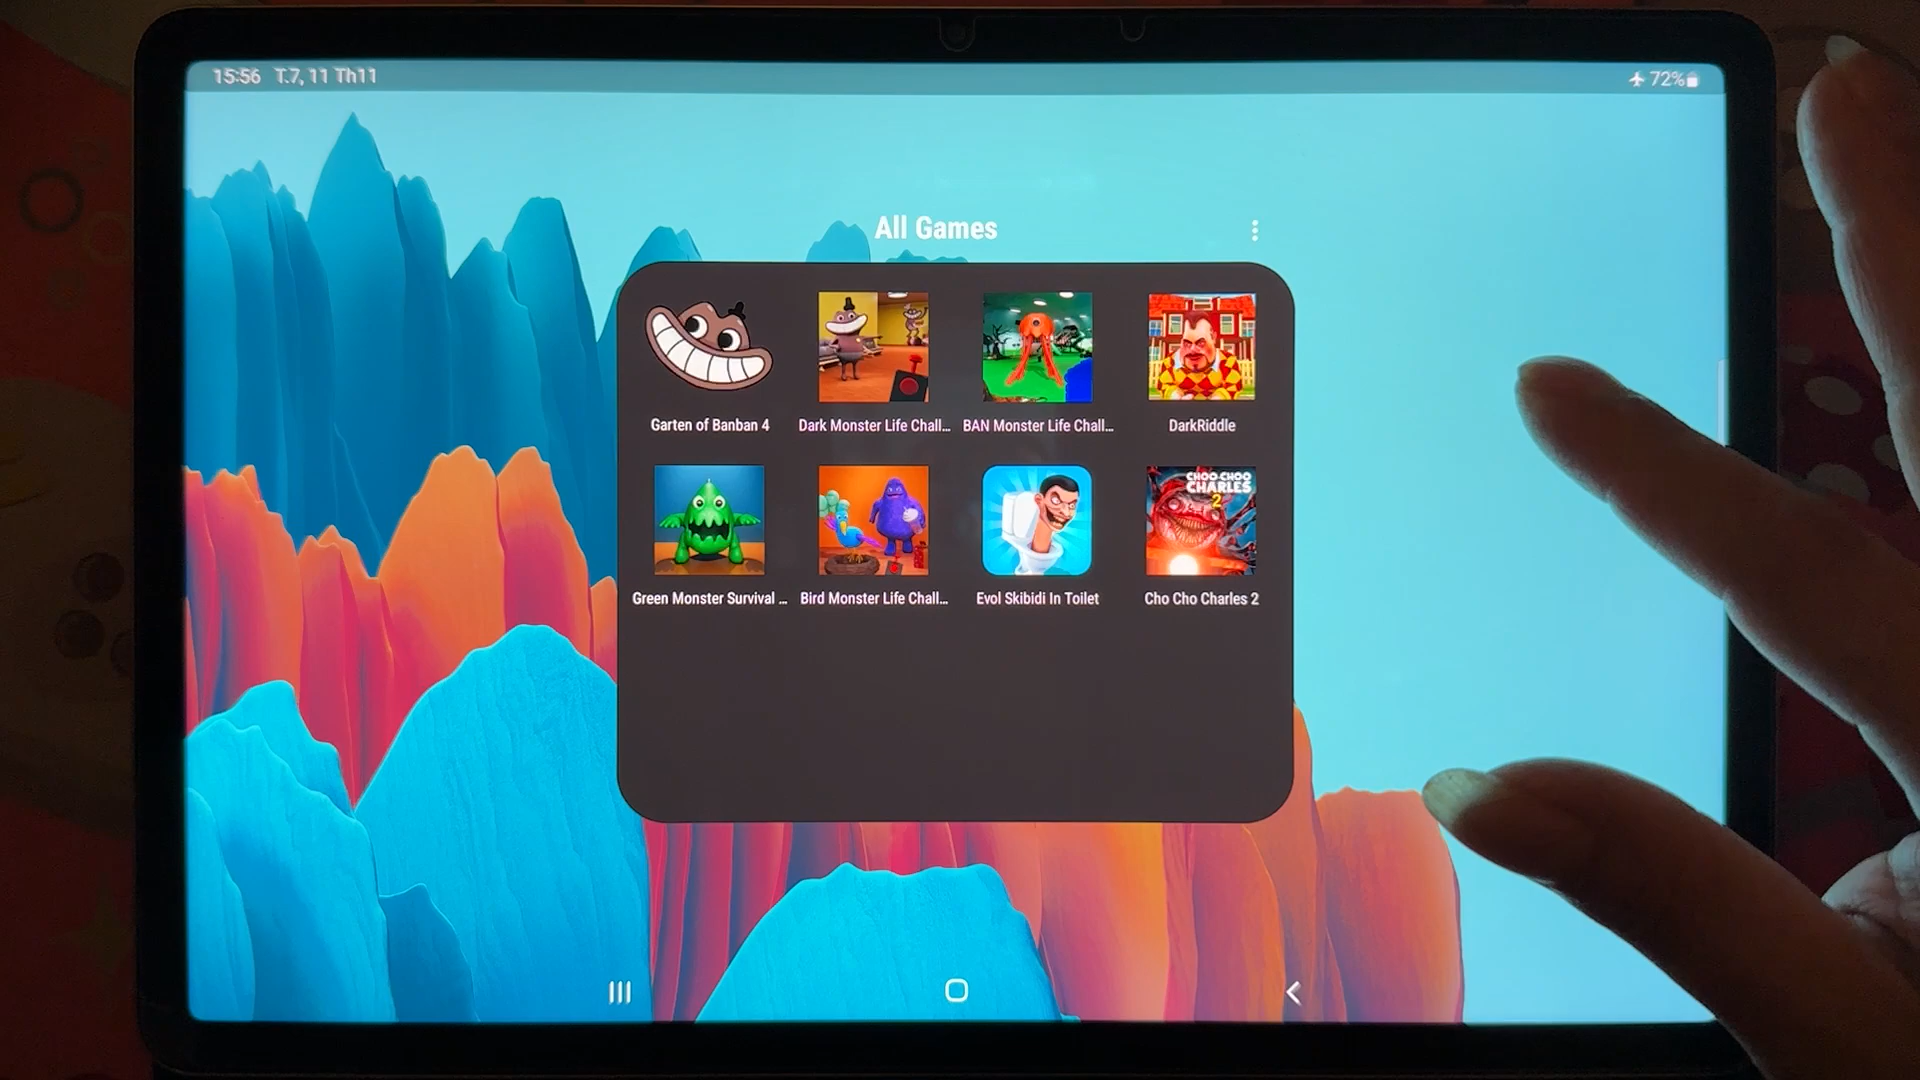 15:56 T.7, 11 Th11
72%
All Games
Garten of Banban 4
Dark Monster Life Chall...
BAN Monster Life Chall...
DarkRiddle
CHOO-CHOO
CHARLES
2
Green Monster Survival ...
Bird Monster Life Chall...
Evol Skibidi In Toilet
Cho Cho Charles 2